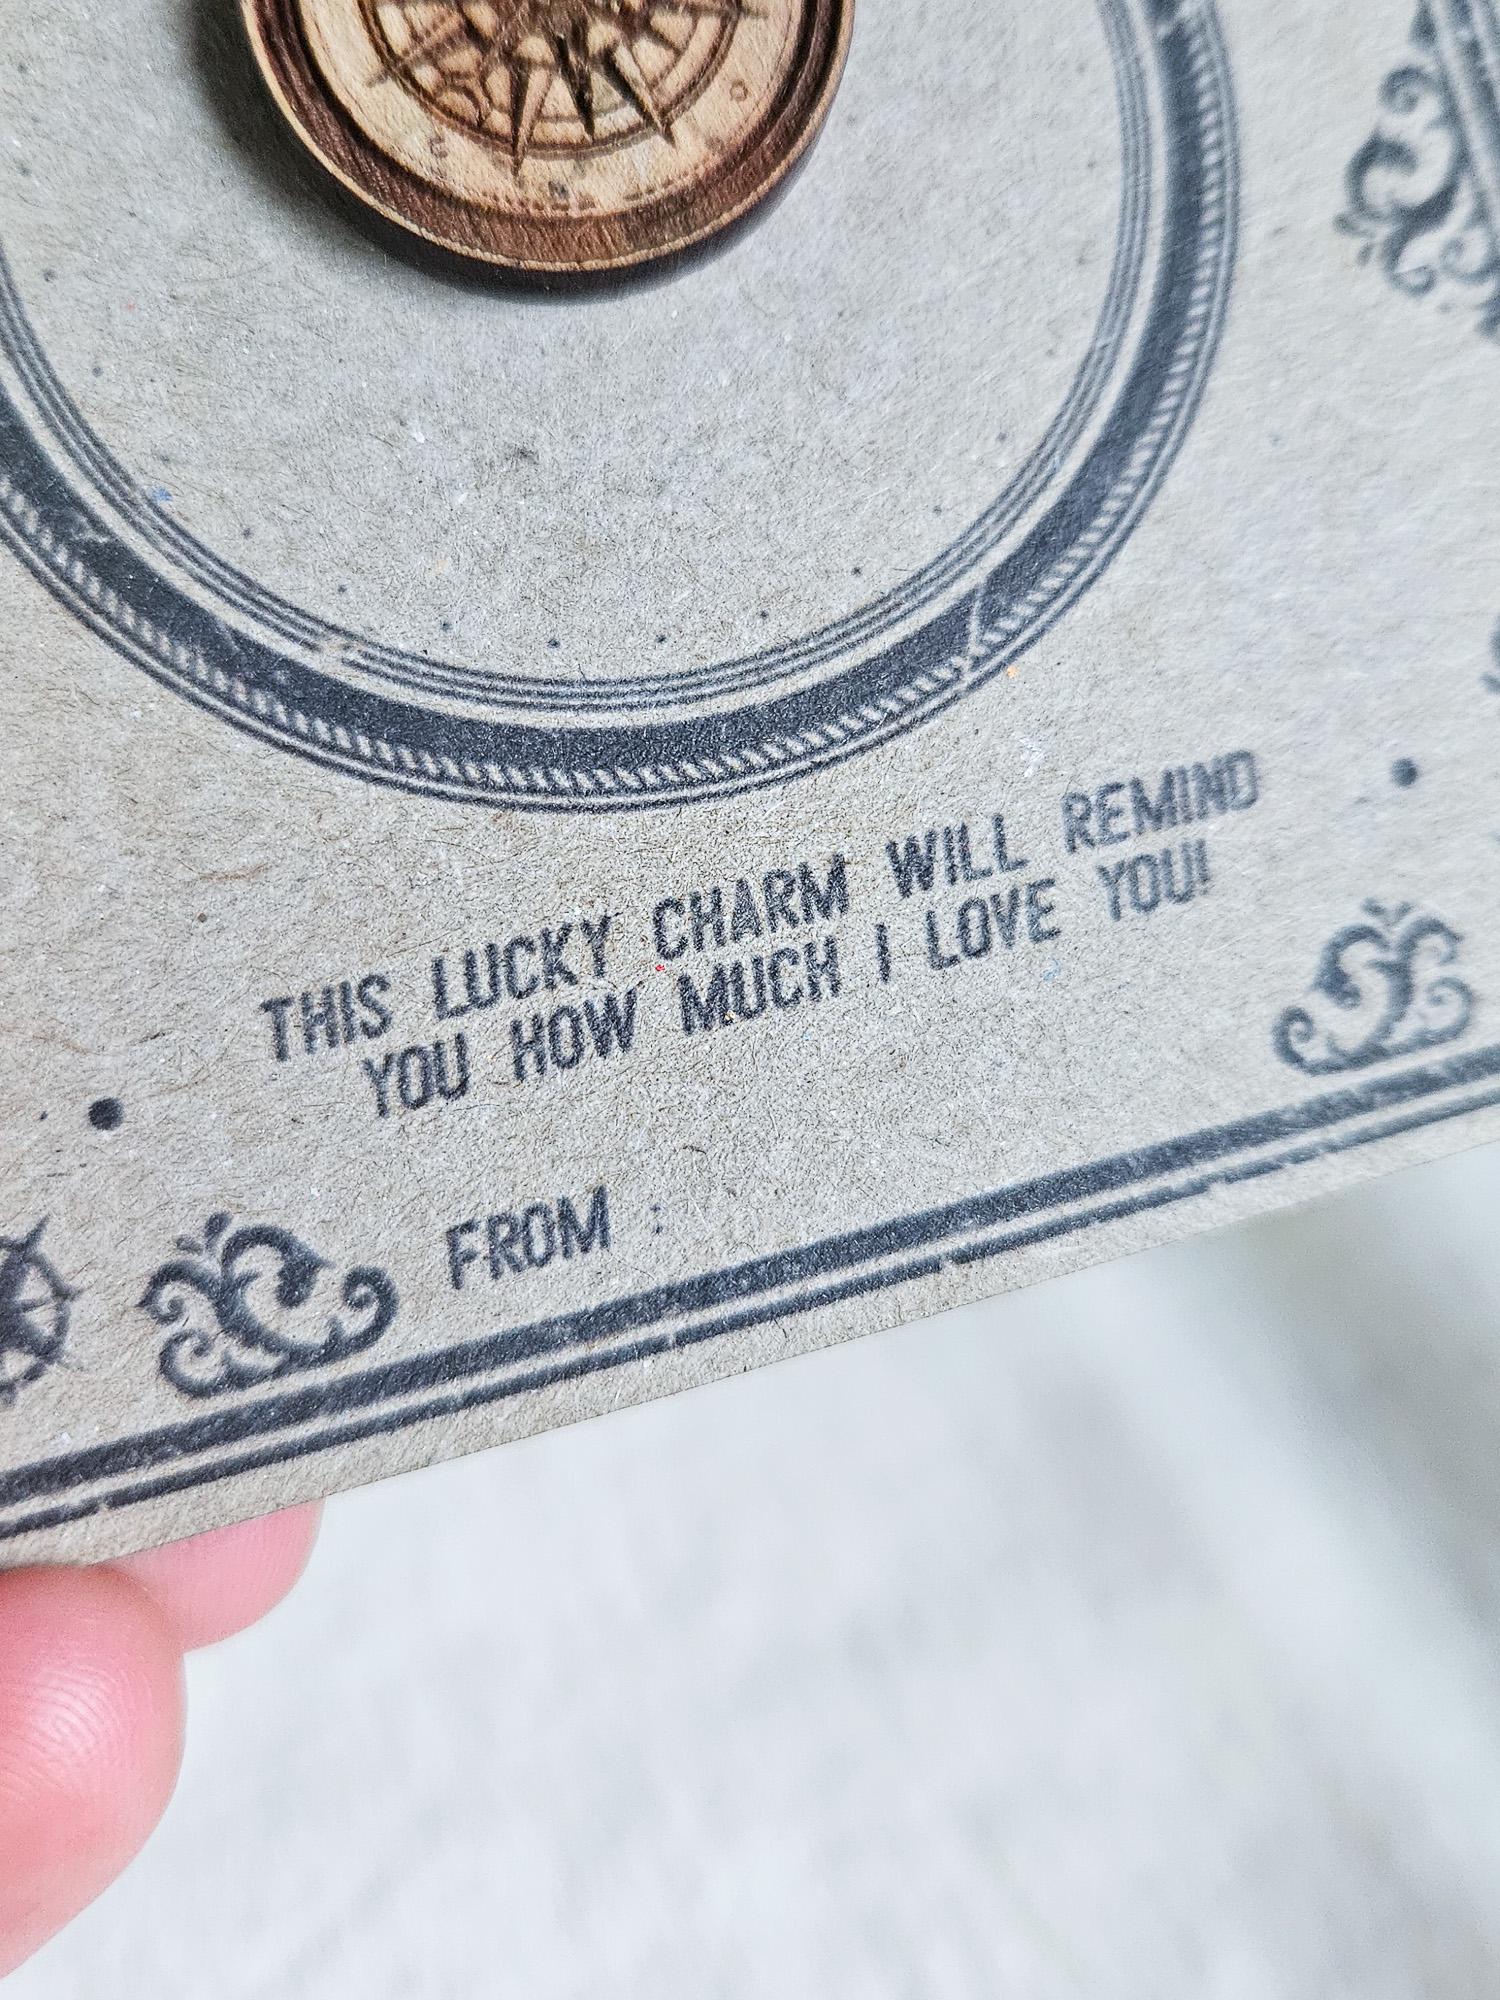 THIS LUCKY CHARM WILL REMIND
YOU HOW MUCH I LOVE YOU!
FROM :